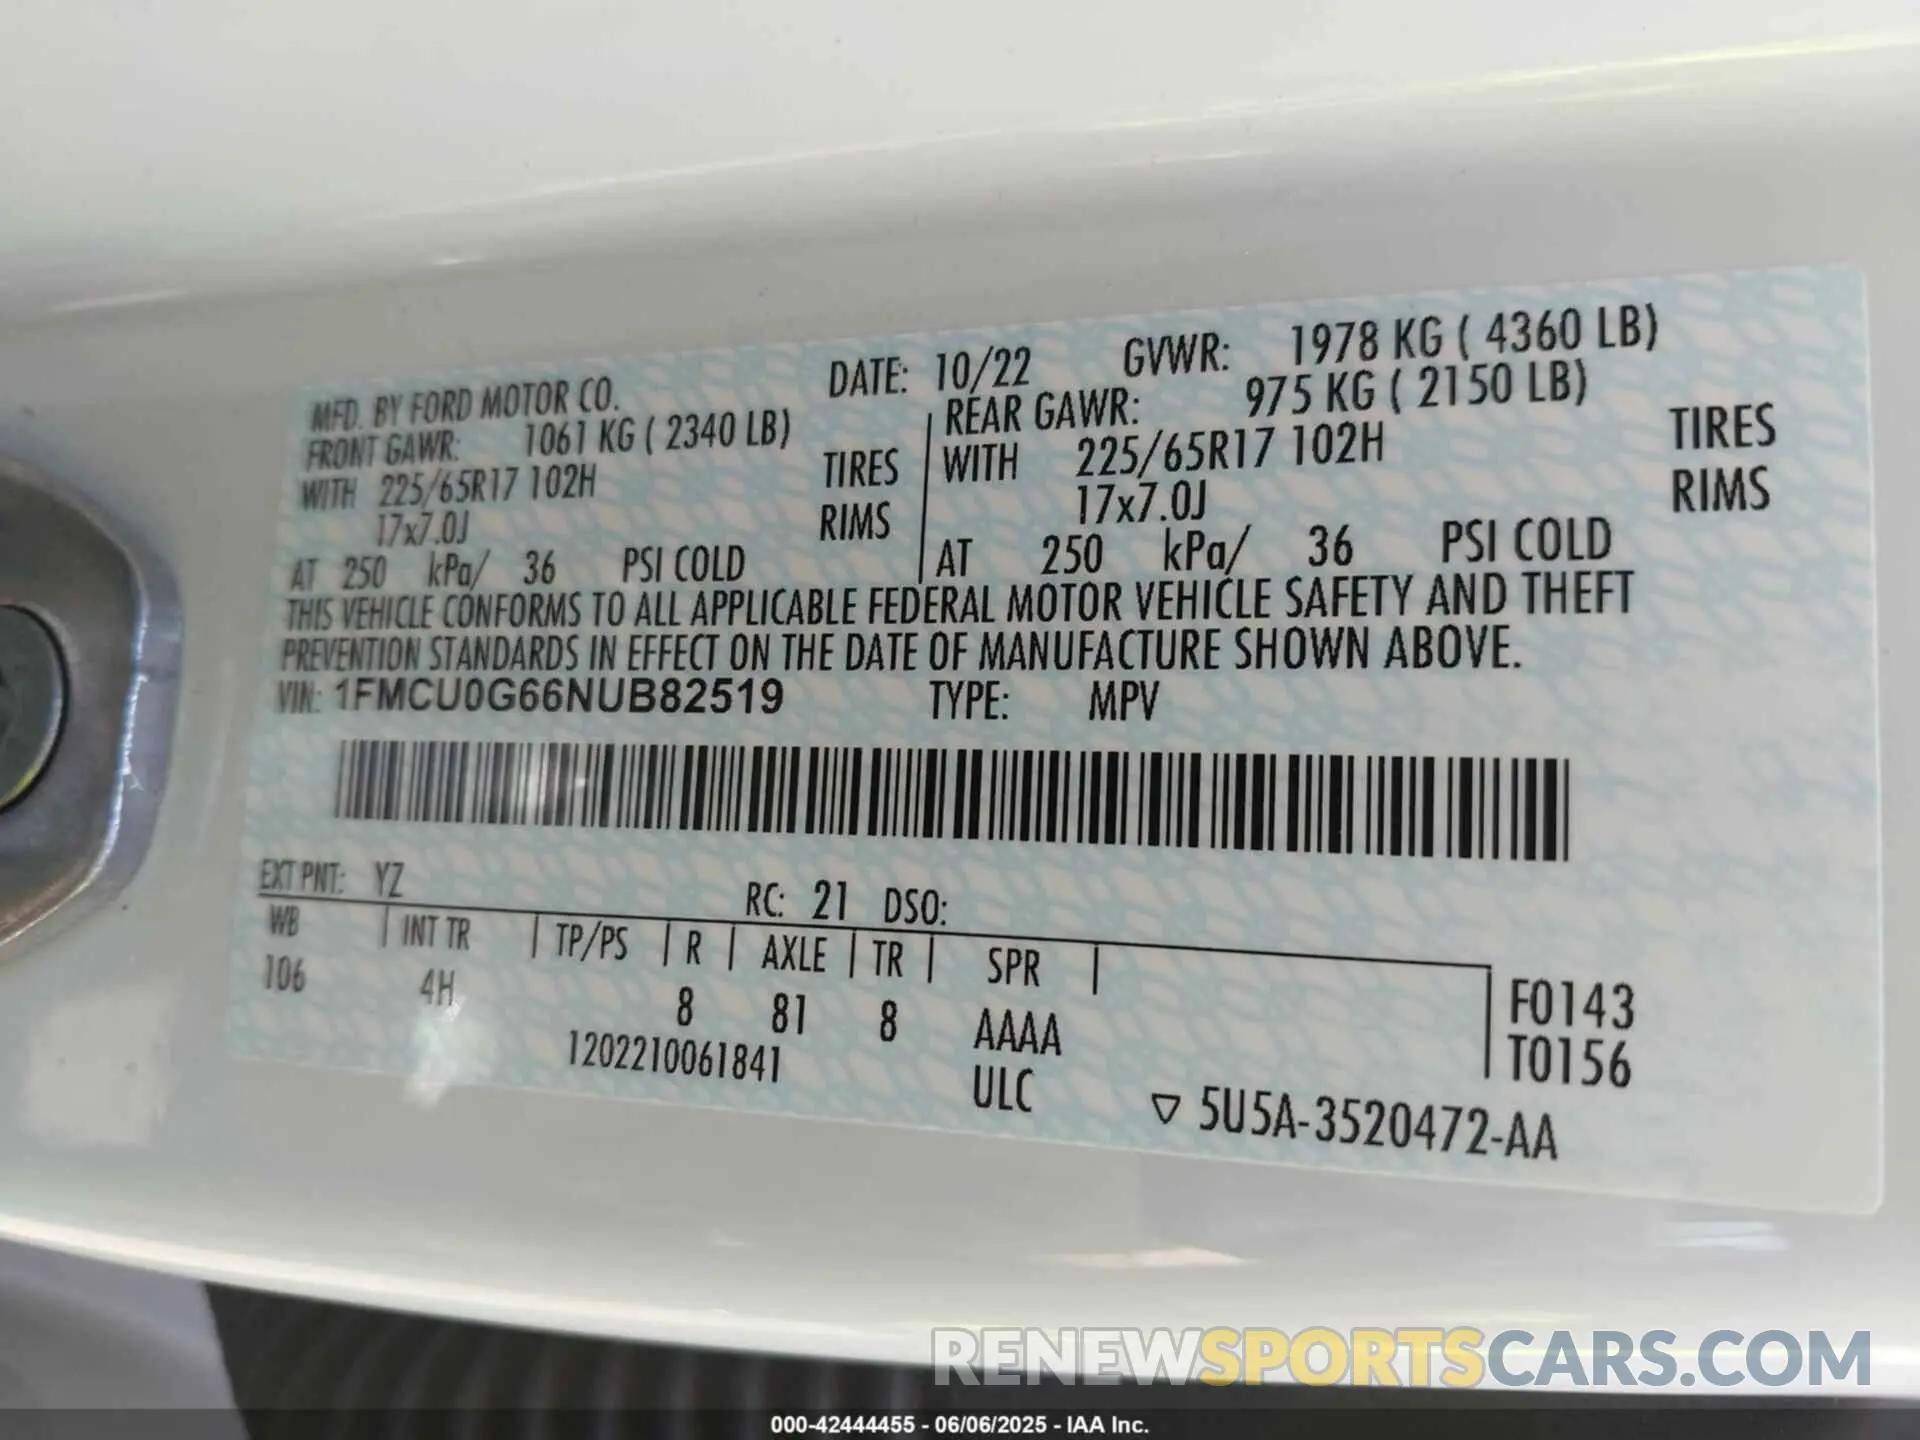 MFD. BY FORD MOTOR CO. DATE: 10/22 GVWR: 1978 KG ( 4360 LB)
FRONT GAWR: 1061 KG ( 2340 LB) REAR GAWR: 975 KG ( 2150 LB)
WITH 225/65R17 102H TIRES WITH 225/65R17 102H TIRES
17x7.0J RIMS 17x7.0J RIMS
AT 250 kPa/ 36 PSI COLD AT 250 kPa/ 36 PSI COLD
THIS VEHICLE CONFORMS TO ALL APPLICABLE FEDERAL MOTOR VEHICLE SAFETY AND THEFT
PREVENTION STANDARDS IN EFFECT ON THE DATE OF MANUFACTURE SHOWN ABOVE.
VIN: 1FMCU0G66NUB82519 TYPE: MPV
EXT PNT: YZ RC: 21 DSO:
WB INT TR TP/PS R AXLE TR SPR F0143
106 4H 8 81 8 AAAA T0156
1202210061841 ULC ▽ 5U5A-3520472-AA
RENEWSPORTSCARS.COM
000-42444455 - 06/06/2025 - IAA Inc.